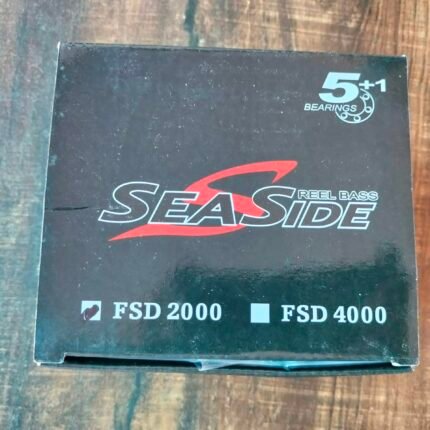 5+1
BEARINGS
REEL BASS
SEASIDE
FSD 2000 FSD 4000